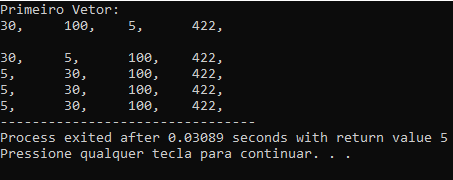 Primeiro Vetor:
30, 100, 5, 422,
30, 5, 100, 422,
5, 30, 100, 422,
5, 30, 100, 422,
5, 30, 100, 422,
--------------------------------
Process exited after 0.03089 seconds with return value 5
Pressione qualquer tecla para continuar. . .